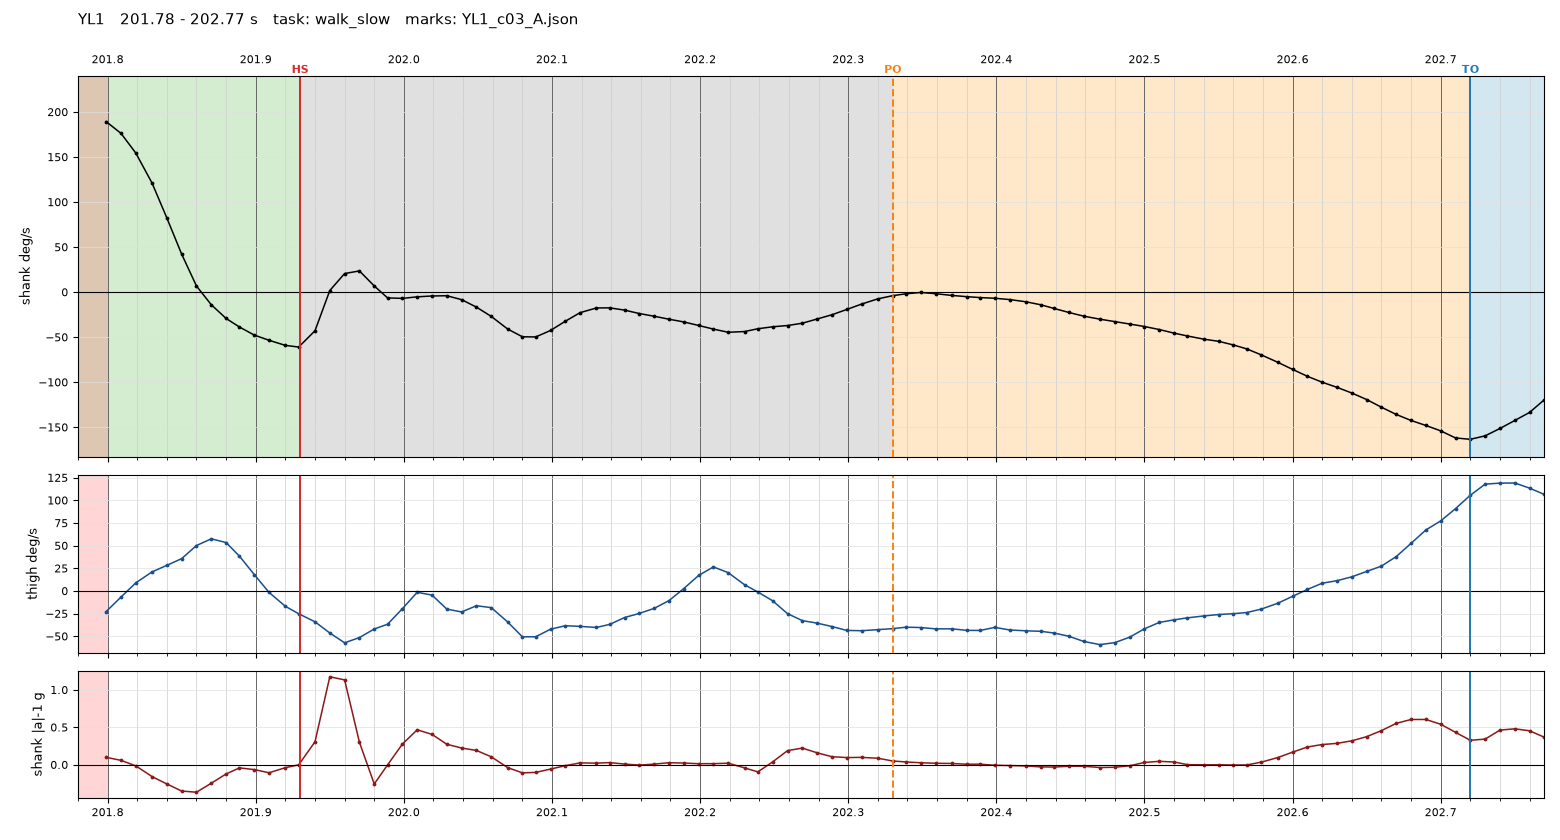 YL1   201.78 - 202.77 s   task: walk_slow   marks: YL1_c03_A.json
201.8 201.9 202.0 202.1 202.2 202.3 202.4 202.5 202.6 202.7
HS PO TO
200
150
100
50
0
−50
−100
−150
shank deg/s
125
100
75
50
25
0
−25
−50
thigh deg/s
1.0
0.5
0.0
shank |a|-1 g
201.8 201.9 202.0 202.1 202.2 202.3 202.4 202.5 202.6 202.7